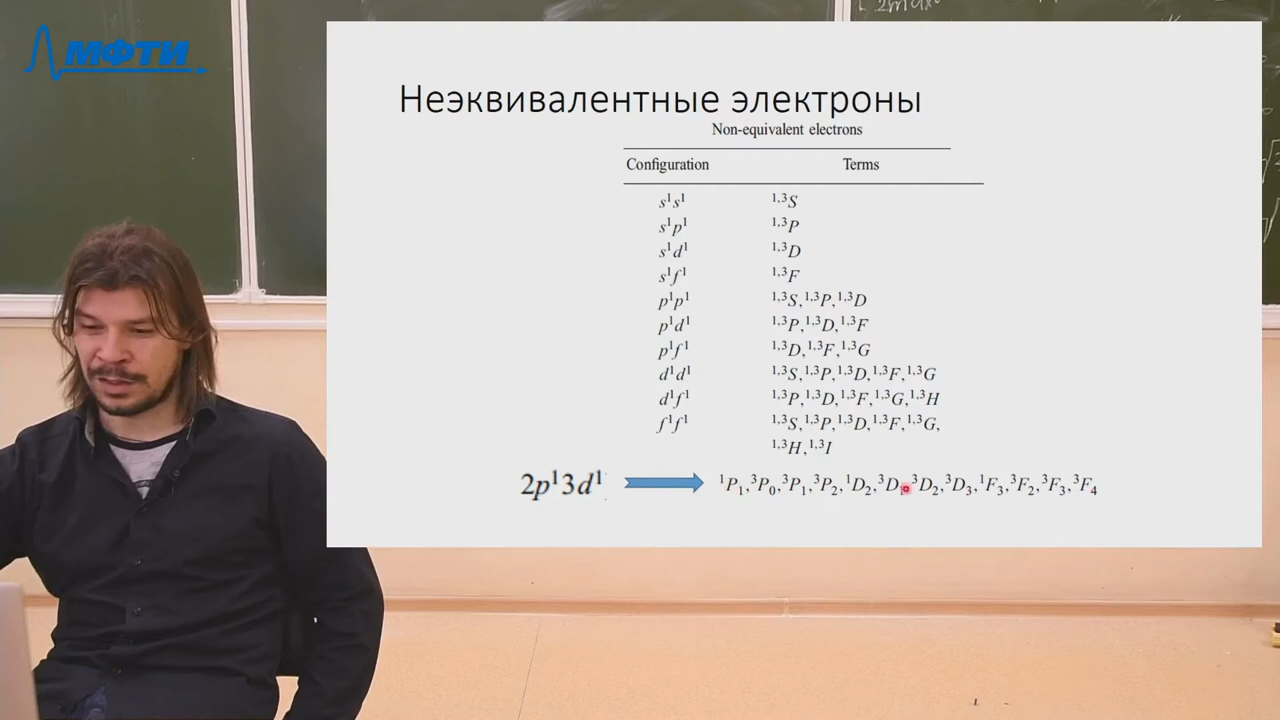 МФТИ
2max
Неэквивалентные электроны
Non-equivalent electrons
Configuration Terms
s¹s¹ ¹,³S
s¹p¹ ¹,³P
s¹d¹ ¹,³D
s¹f¹ ¹,³F
p¹p¹ ¹,³S,¹,³P,¹,³D
p¹d¹ ¹,³P,¹,³D,¹,³F
p¹f¹ ¹,³D,¹,³F,¹,³G
d¹d¹ ¹,³S,¹,³P,¹,³D,¹,³F,¹,³G
d¹f¹ ¹,³P,¹,³D,¹,³F,¹,³G,¹,³H
f¹f¹ ¹,³S,¹,³P,¹,³D,¹,³F,¹,³G,
¹,³H,¹,³I
2p¹3d¹ ¹P₁,³P₀,³P₁,³P₂,¹D₂,³D₁,³D₂,³D₃,¹F₃,³F₂,³F₃,³F₄